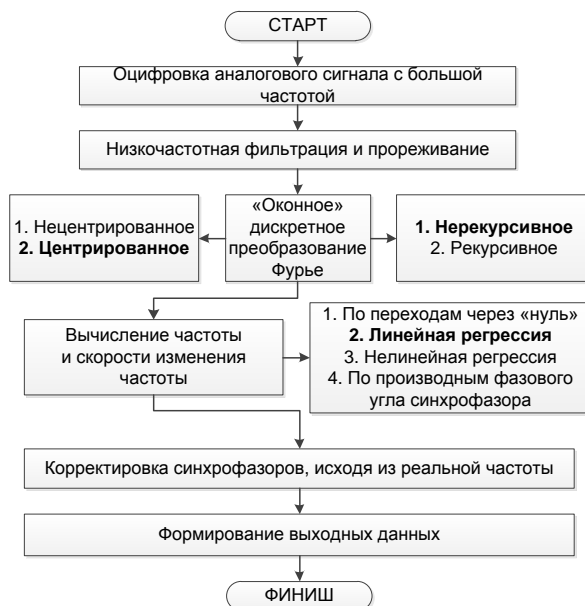 СТАРТ
Оцифровка аналогового сигнала с большой
частотой
Низкочастотная фильтрация и прореживание
1. Нецентрированное
2. Центрированное
«Оконное»
дискретное
преобразование
Фурье
1. Нерекурсивное
2. Рекурсивное
Вычисление частоты
и скорости изменения
частоты
1. По переходам через «нуль»
2. Линейная регрессия
3. Нелинейная регрессия
4. По производным фазового
угла синхрофазора
Корректировка синхрофазоров, исходя из реальной частоты
Формирование выходных данных
ФИНИШ